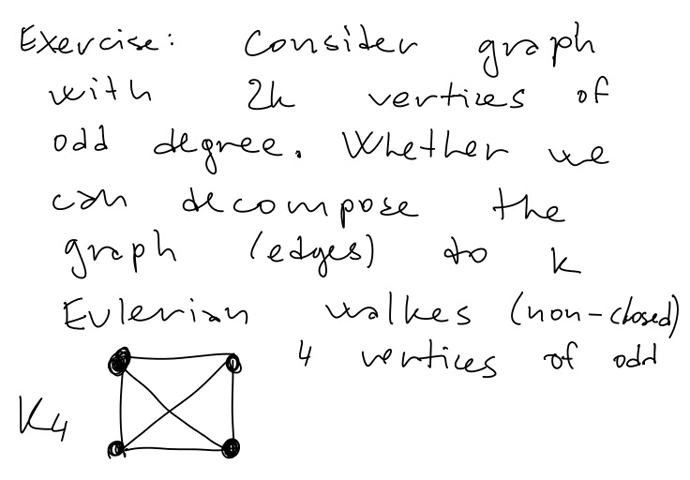 Exercise: Consider graph
with 2k vertices of
odd degree. Whether we
can decompose the
graph (edges) to k
Eulerian walkes (non-closed)
4 vertices of odd
K4